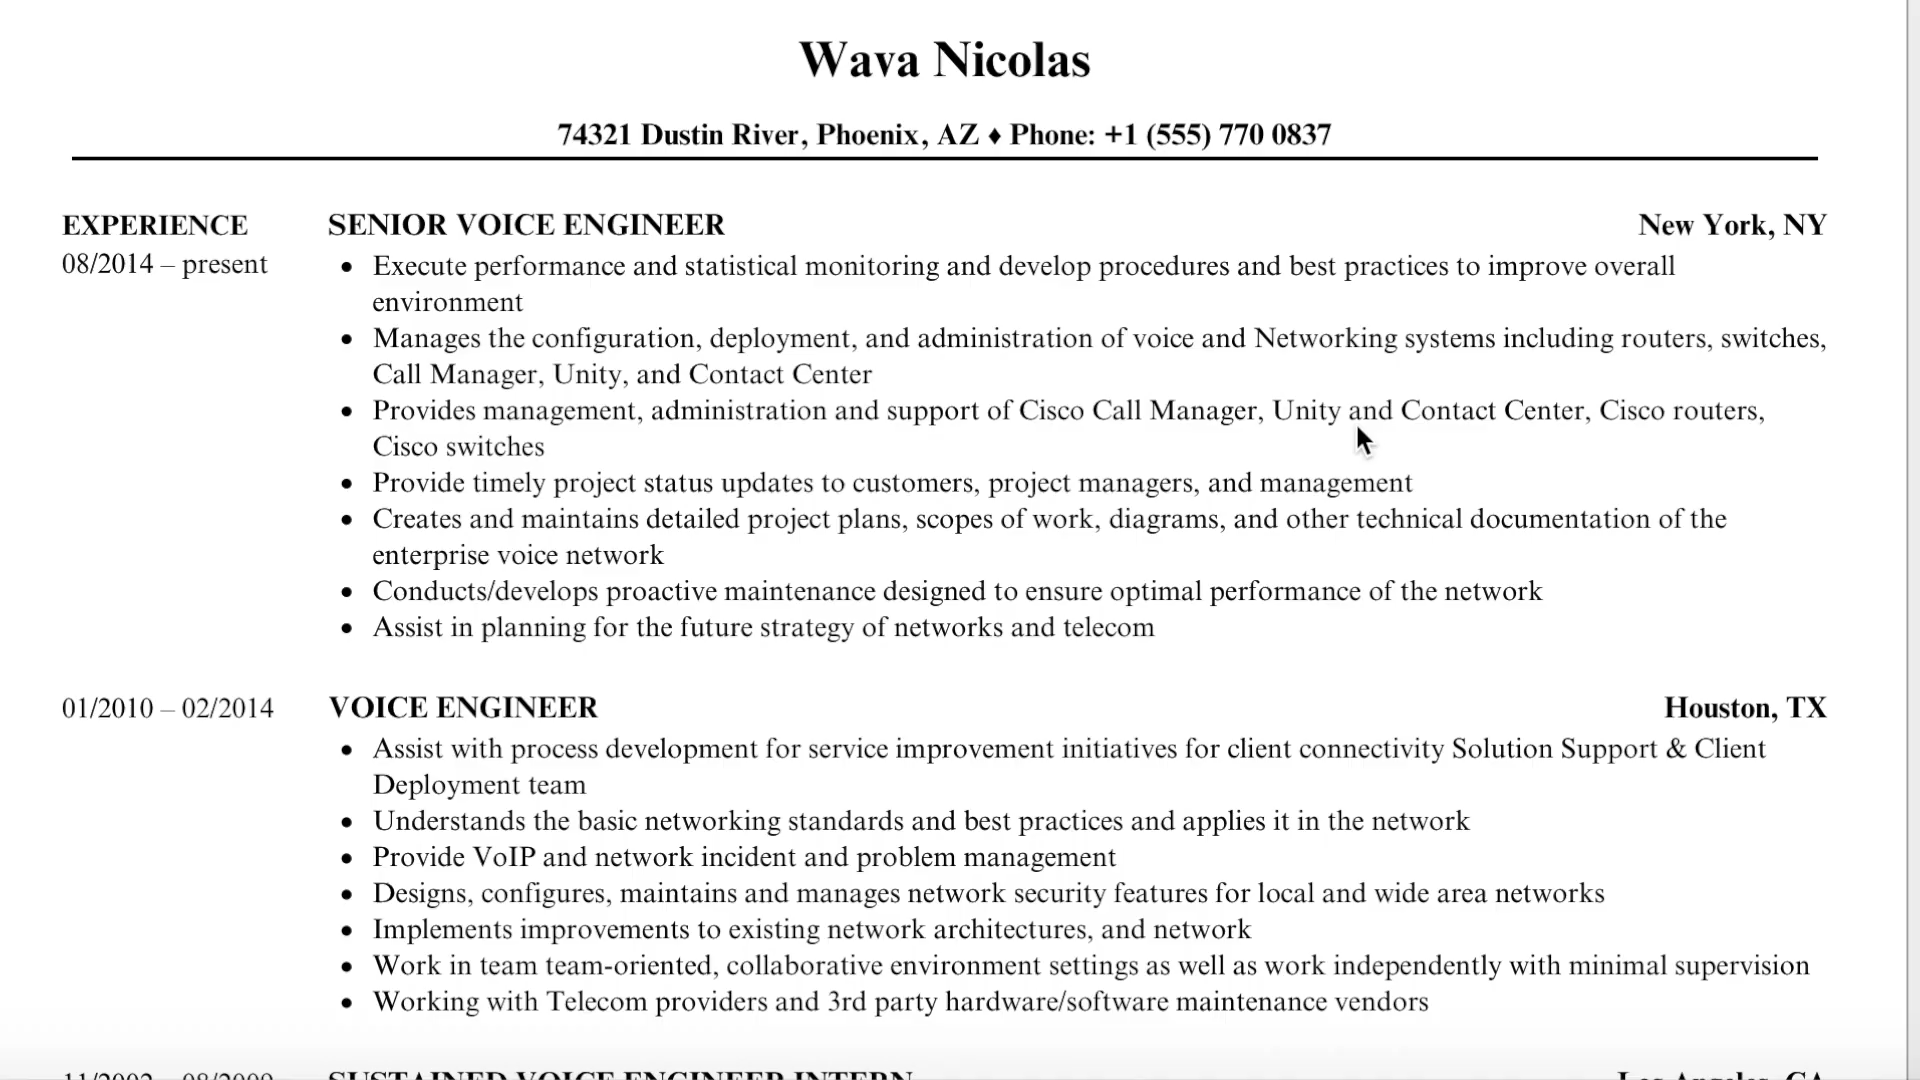 Wava Nicolas
74321 Dustin River, Phoenix, AZ ♦ Phone: +1 (555) 770 0837
EXPERIENCE SENIOR VOICE ENGINEER New York, NY
08/2014 – present
• Execute performance and statistical monitoring and develop procedures and best practices to improve overall
environment
• Manages the configuration, deployment, and administration of voice and Networking systems including routers, switches,
Call Manager, Unity, and Contact Center
• Provides management, administration and support of Cisco Call Manager, Unity and Contact Center, Cisco routers,
Cisco switches
• Provide timely project status updates to customers, project managers, and management
• Creates and maintains detailed project plans, scopes of work, diagrams, and other technical documentation of the
enterprise voice network
• Conducts/develops proactive maintenance designed to ensure optimal performance of the network
• Assist in planning for the future strategy of networks and telecom
01/2010 – 02/2014 VOICE ENGINEER Houston, TX
• Assist with process development for service improvement initiatives for client connectivity Solution Support & Client
Deployment team
• Understands the basic networking standards and best practices and applies it in the network
• Provide VoIP and network incident and problem management
• Designs, configures, maintains and manages network security features for local and wide area networks
• Implements improvements to existing network architectures, and network
• Work in team team-oriented, collaborative environment settings as well as work independently with minimal supervision
• Working with Telecom providers and 3rd party hardware/software maintenance vendors
SUSTAINED VOICE ENGINEER INTERN Los Angeles, CA